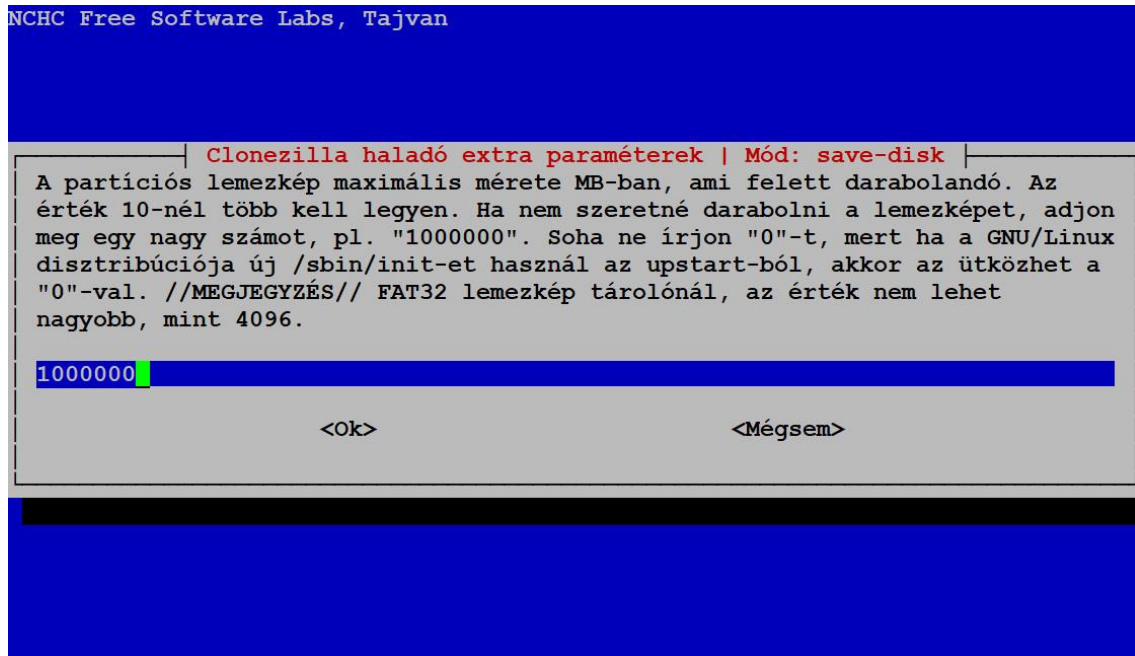 NCHC Free Software Labs, Tajvan
Clonezilla haladó extra paraméterek | Mód: save-disk
A partíciós lemezkép maximális mérete MB-ban, ami felett darabolandó. Az
érték 10-nél több kell legyen. Ha nem szeretné darabolni a lemezképet, adjon
meg egy nagy számot, pl. "1000000". Soha ne írjon "0"-t, mert ha a GNU/Linux
disztribúciója új /sbin/init-et használ az upstart-ból, akkor az ütközhet a
"0"-val. //MEGJEGYZÉS// FAT32 lemezkép tárolónál, az érték nem lehet
nagyobb, mint 4096.
1000000
<Ok> <Mégsem>